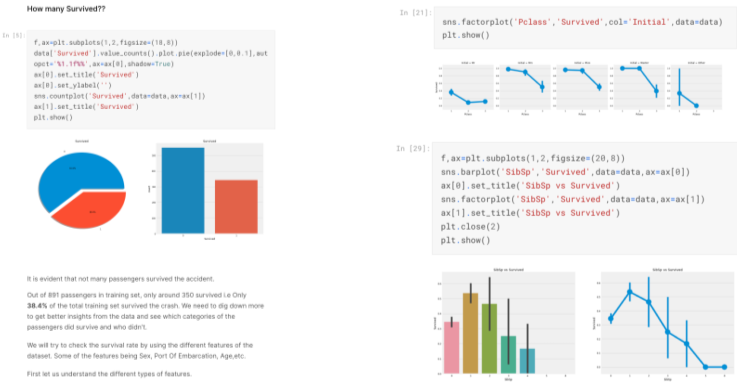 How many Survived??
In [5]:
f,ax=plt.subplots(1,2,figsize=(18,8))
data['Survived'].value_counts().plot.pie(explode=[0,0.1],aut
opct='%1.1f%%',ax=ax[0],shadow=True)
ax[0].set_title('Survived')
ax[0].set_ylabel('')
sns.countplot('Survived',data=data,ax=ax[1])
ax[1].set_title('Survived')
plt.show()
Survived
Survived
Survived
It is evident that not many passengers survived the accident.
Out of 891 passengers in training set, only around 350 survived i.e Only
38.4% of the total training set survived the crash. We need to dig down more
to get better insights from the data and see which categories of the
passengers did survive and who didn't.
We will try to check the survival rate by using the different features of the
dataset. Some of the features being Sex, Port Of Embarcation, Age,etc.
First let us understand the different types of features.
In [21]:
sns.factorplot('Pclass','Survived',col='Initial',data=data)
plt.show()
Pclass
Pclass
Pclass
Pclass
Pclass
In [29]:
f,ax=plt.subplots(1,2,figsize=(20,8))
sns.barplot('SibSp','Survived',data=data,ax=ax[0])
ax[0].set_title('SibSp vs Survived')
sns.factorplot('SibSp','Survived',data=data,ax=ax[1])
ax[1].set_title('SibSp vs Survived')
plt.close(2)
plt.show()
SibSp vs Survived
SibSp vs Survived
SibSp
SibSp